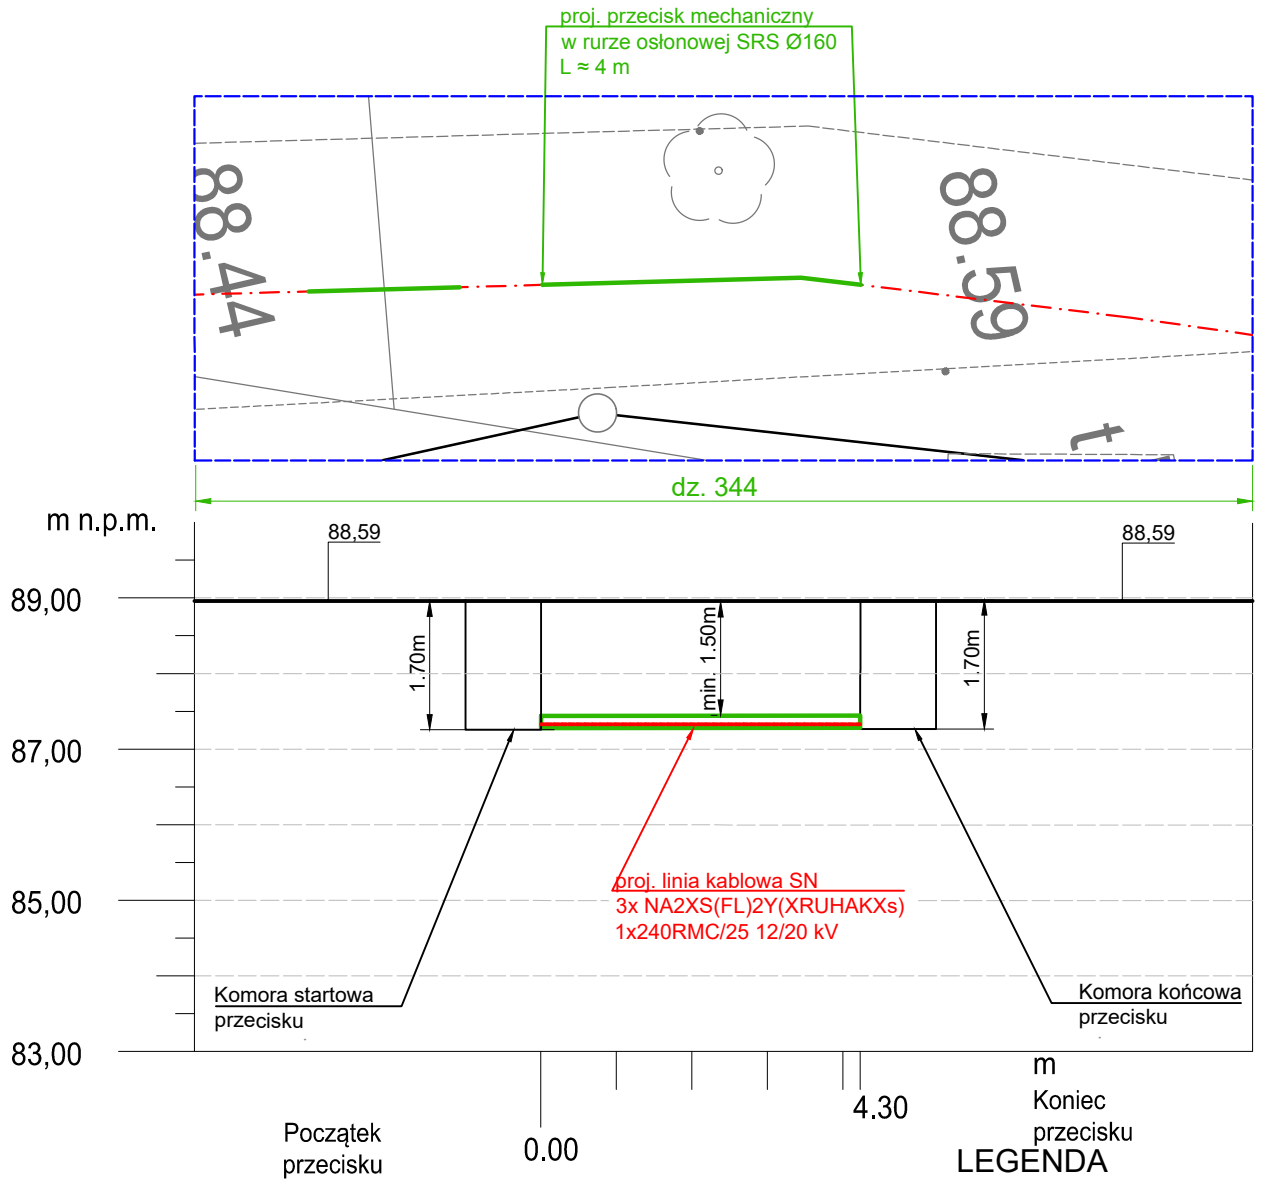 proj. przecisk mechaniczny
w rurze osłonowej SRS Ø160
L ≈ 4 m
88.44
88.59
t
dz. 344
m n.p.m.
88,59
88,59
89,00
1.70m
min. 1.50m
1.70m
87,00
proj. linia kablowa SN
3x NA2XS(FL)2Y(XRUHAKXs)
1x240RMC/25 12/20 kV
85,00
Komora startowa
przecisku
Komora końcowa
przecisku
83,00
m
4.30
Koniec
przecisku
Początek
przecisku
0.00
LEGENDA